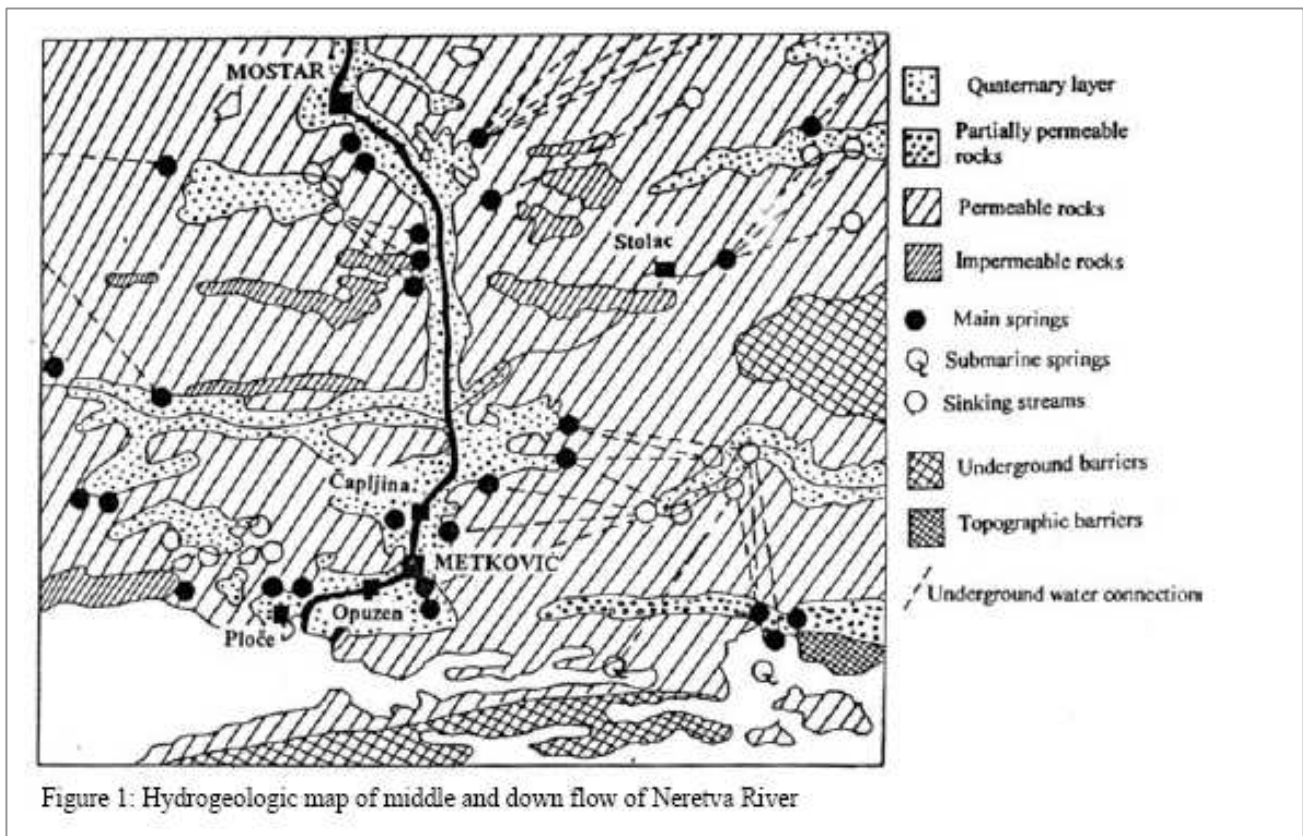 MOSTAR
Stolac
Čapljina
METKOVIĆ
Opuzen
Ploče
Quaternary layer
Partially permeable
rocks
Permeable rocks
Impermeable rocks
Main springs
Submarine springs
Sinking streams
Underground barriers
Topographic barriers
Underground water connection
Figure 1: Hydrogeologic map of middle and down flow of Neretva River